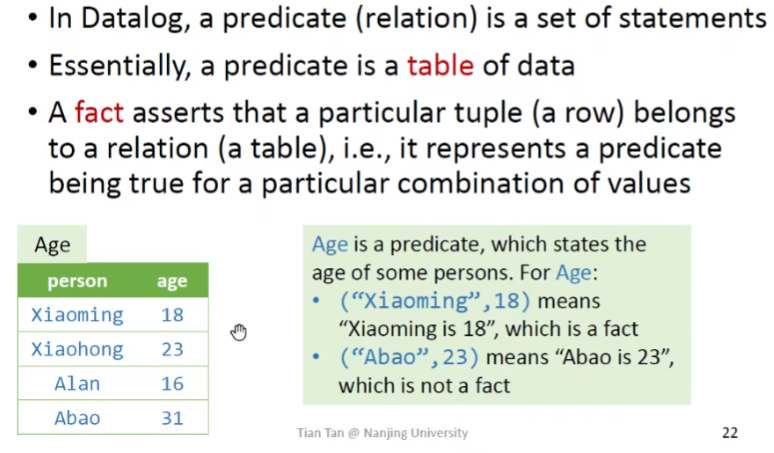 • In Datalog, a predicate (relation) is a set of statements
• Essentially, a predicate is a table of data
• A fact asserts that a particular tuple (a row) belongs
to a relation (a table), i.e., it represents a predicate
being true for a particular combination of values
Age
person age
Xiaoming 18
Xiaohong 23
Alan 16
Abao 31
Age is a predicate, which states the
age of some persons. For Age:
• (“Xiaoming”,18) means
“Xiaoming is 18”, which is a fact
• (“Abao”,23) means “Abao is 23”,
which is not a fact
Tian Tan @ Nanjing University
22